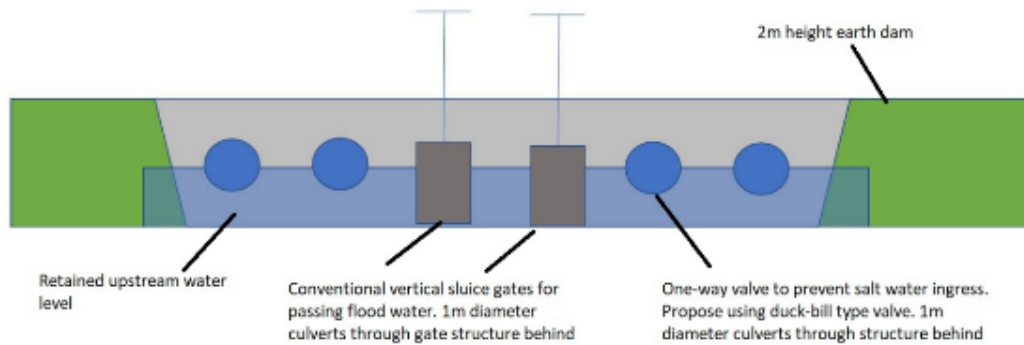 2m height earth dam
Retained upstream water
level
Conventional vertical sluice gates for
passing flood water. 1m diameter
culverts through gate structure behind
One-way valve to prevent salt water ingress.
Propose using duck-bill type valve. 1m
diameter culverts through structure behind